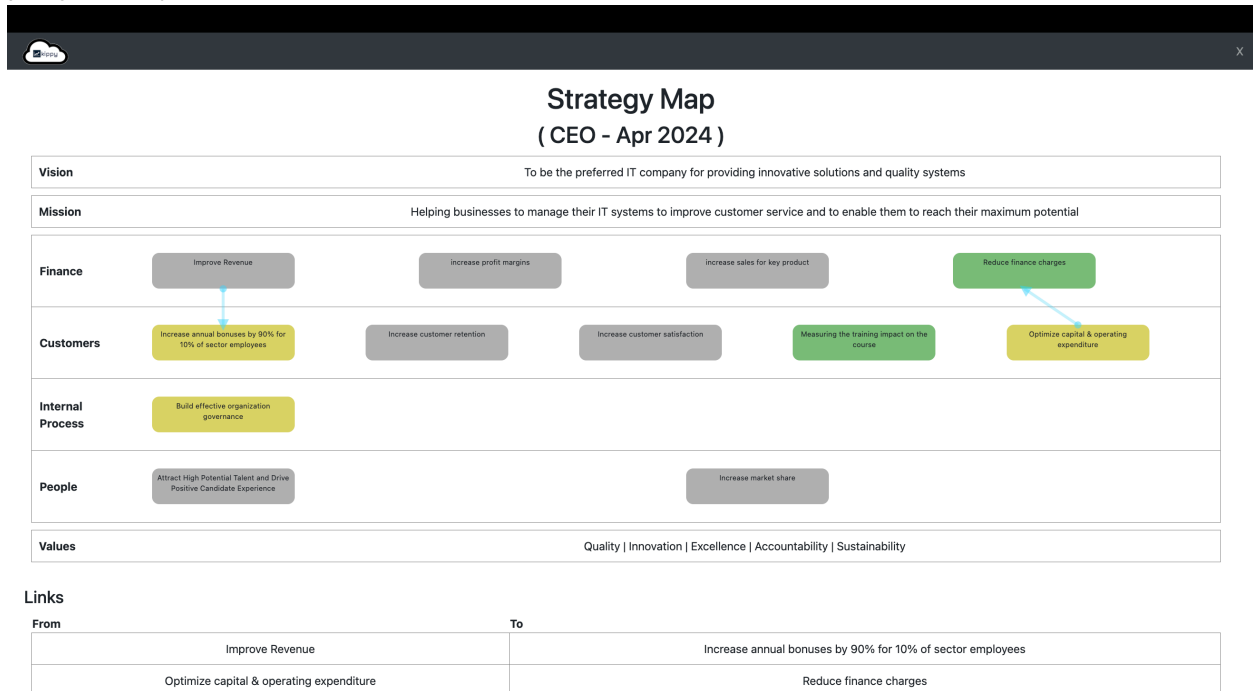 xippy
X
Strategy Map
( CEO - Apr 2024 )
Vision
To be the preferred IT company for providing innovative solutions and quality systems
Mission
Helping businesses to manage their IT systems to improve customer service and to enable them to reach their maximum potential
Finance
Improve Revenue
increase profit margins
increase sales for key product
Reduce finance charges
Customers
Increase annual bonuses by 90% for
10% of sector employees
Increase customer retention
Increase customer satisfaction
Measuring the training impact on the
course
Optimize capital & operating
expenditure
Internal
Process
Build effective organization
governance
People
Attract High Potential Talent and Drive
Positive Candidate Experience
Increase market share
Values
Quality | Innovation | Excellence | Accountability | Sustainability
Links
From
To
Improve Revenue
Increase annual bonuses by 90% for 10% of sector employees
Optimize capital & operating expenditure
Reduce finance charges